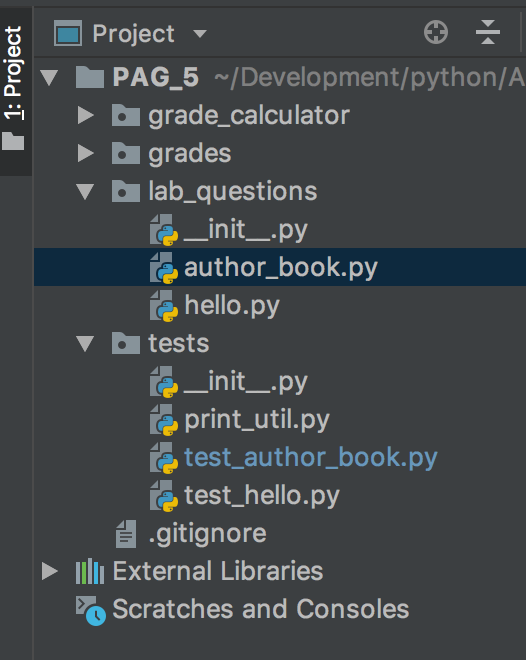 1: Project
Project
PAG_5 ~/Development/python/A
grade_calculator
grades
lab_questions
__init__.py
author_book.py
hello.py
tests
__init__.py
print_util.py
test_author_book.py
test_hello.py
.gitignore
External Libraries
Scratches and Consoles